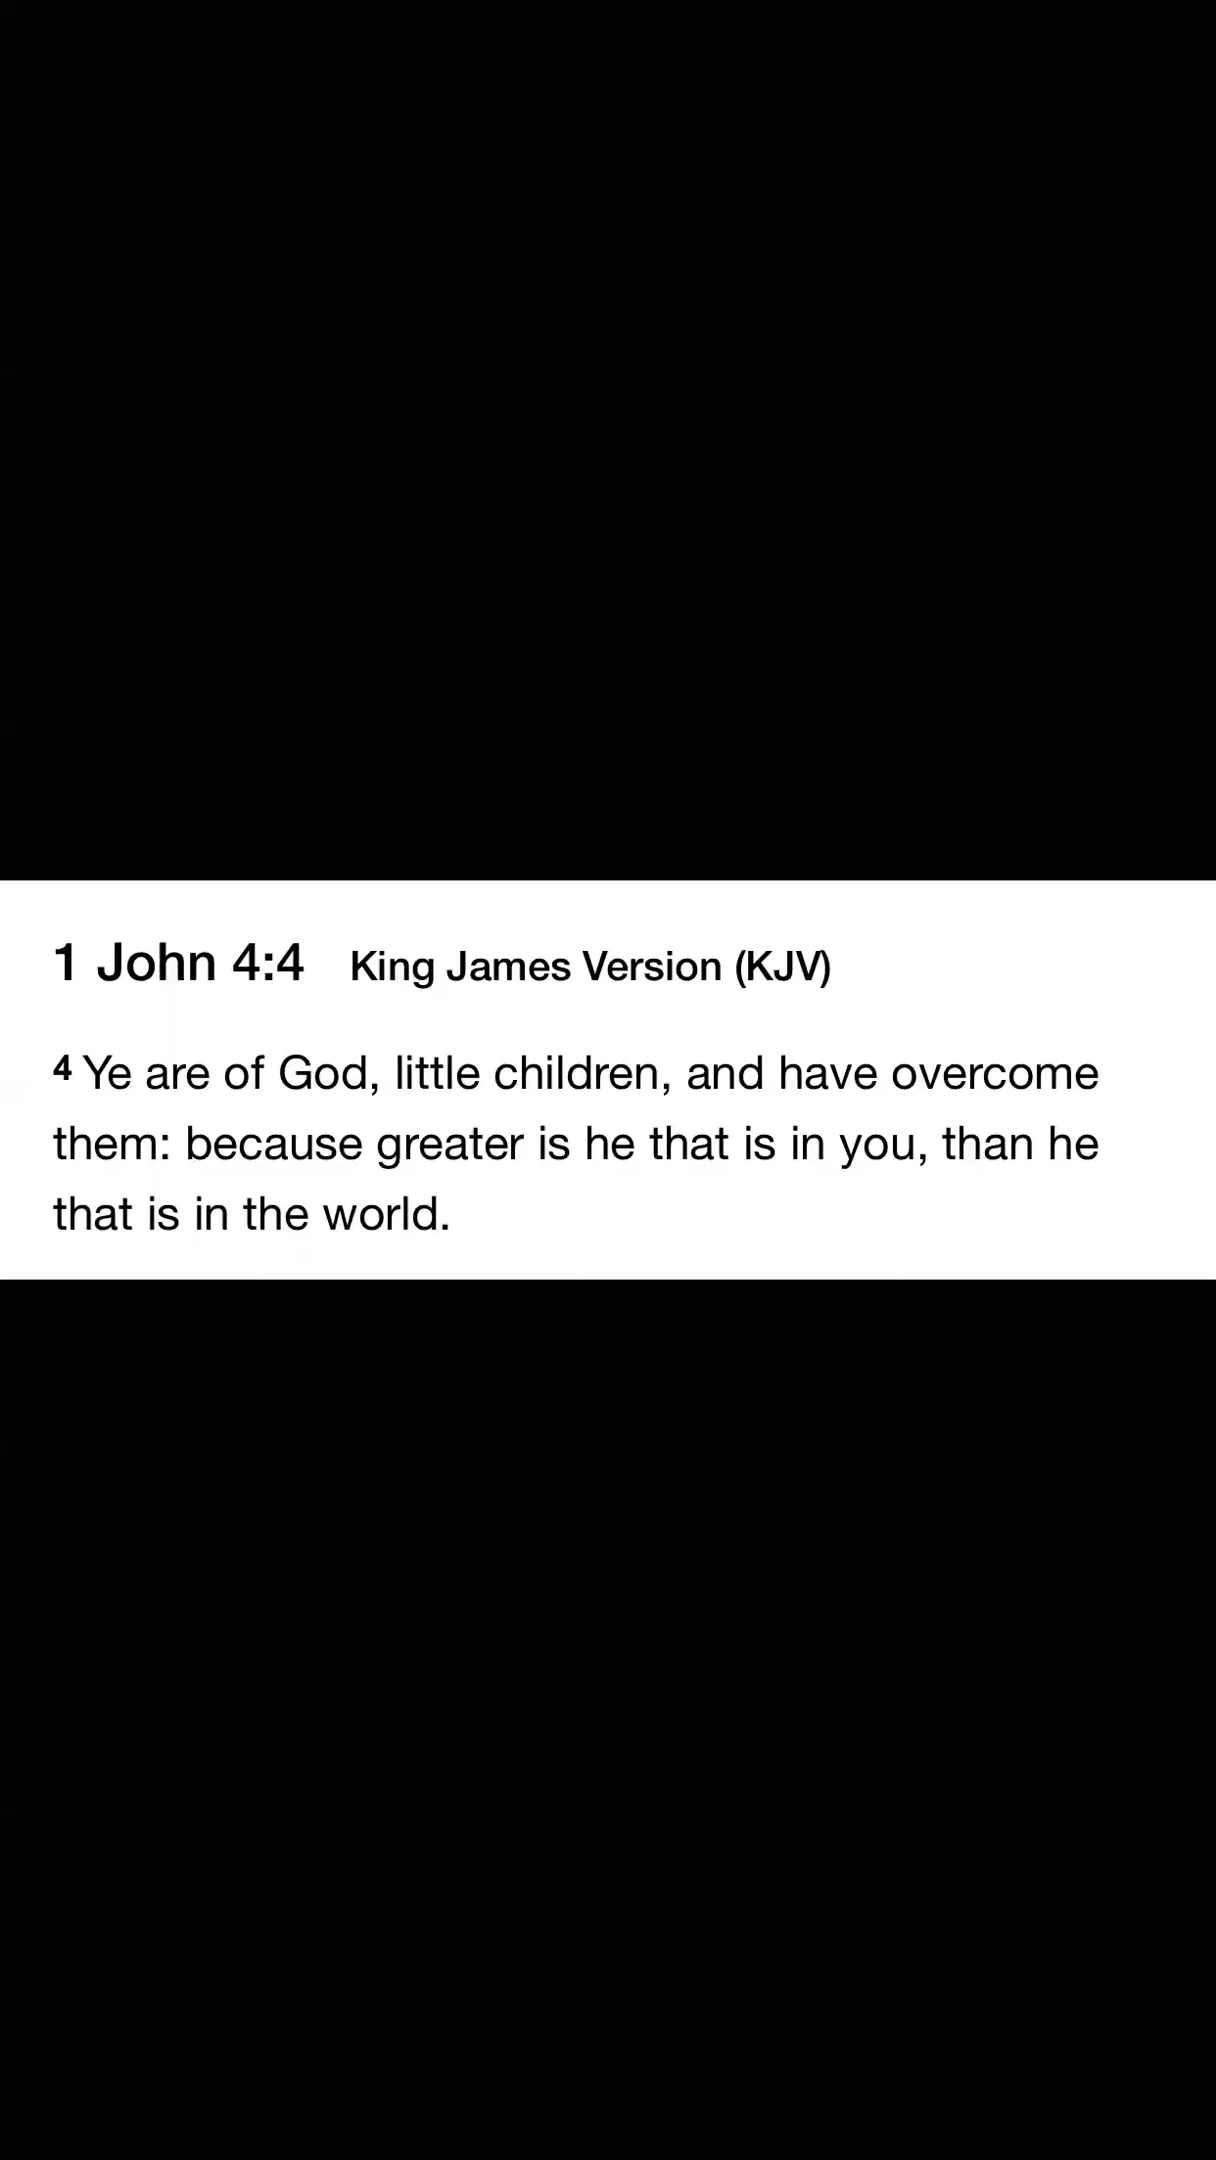 1 John 4:4 King James Version (KJV)
4 Ye are of God, little children, and have overcome
them: because greater is he that is in you, than he
that is in the world.